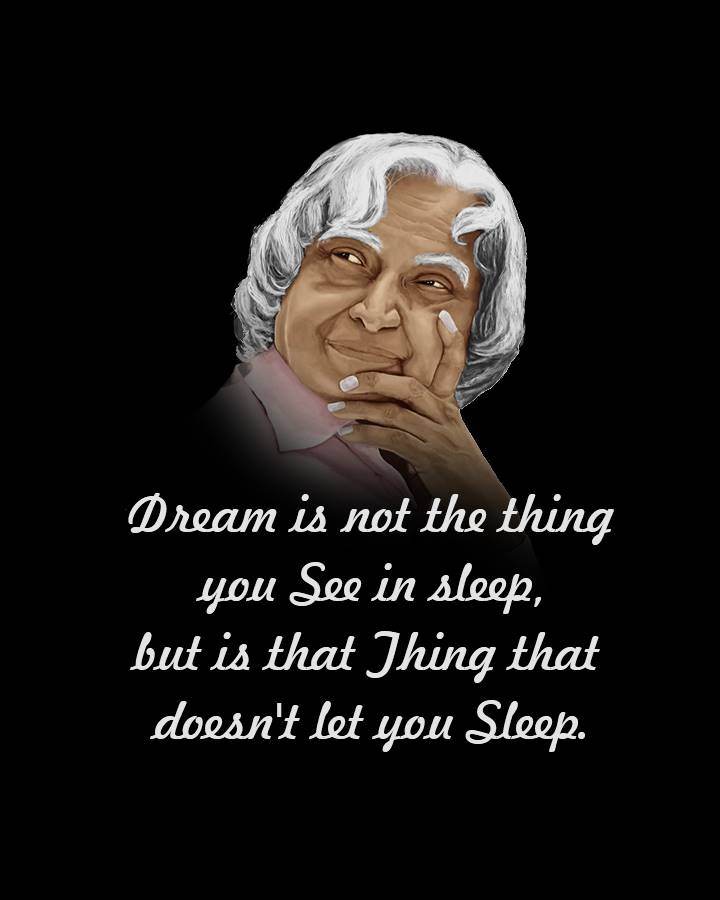 Dream is not the thing
you See in sleep,
but is that Thing that
doesn't let you Sleep.